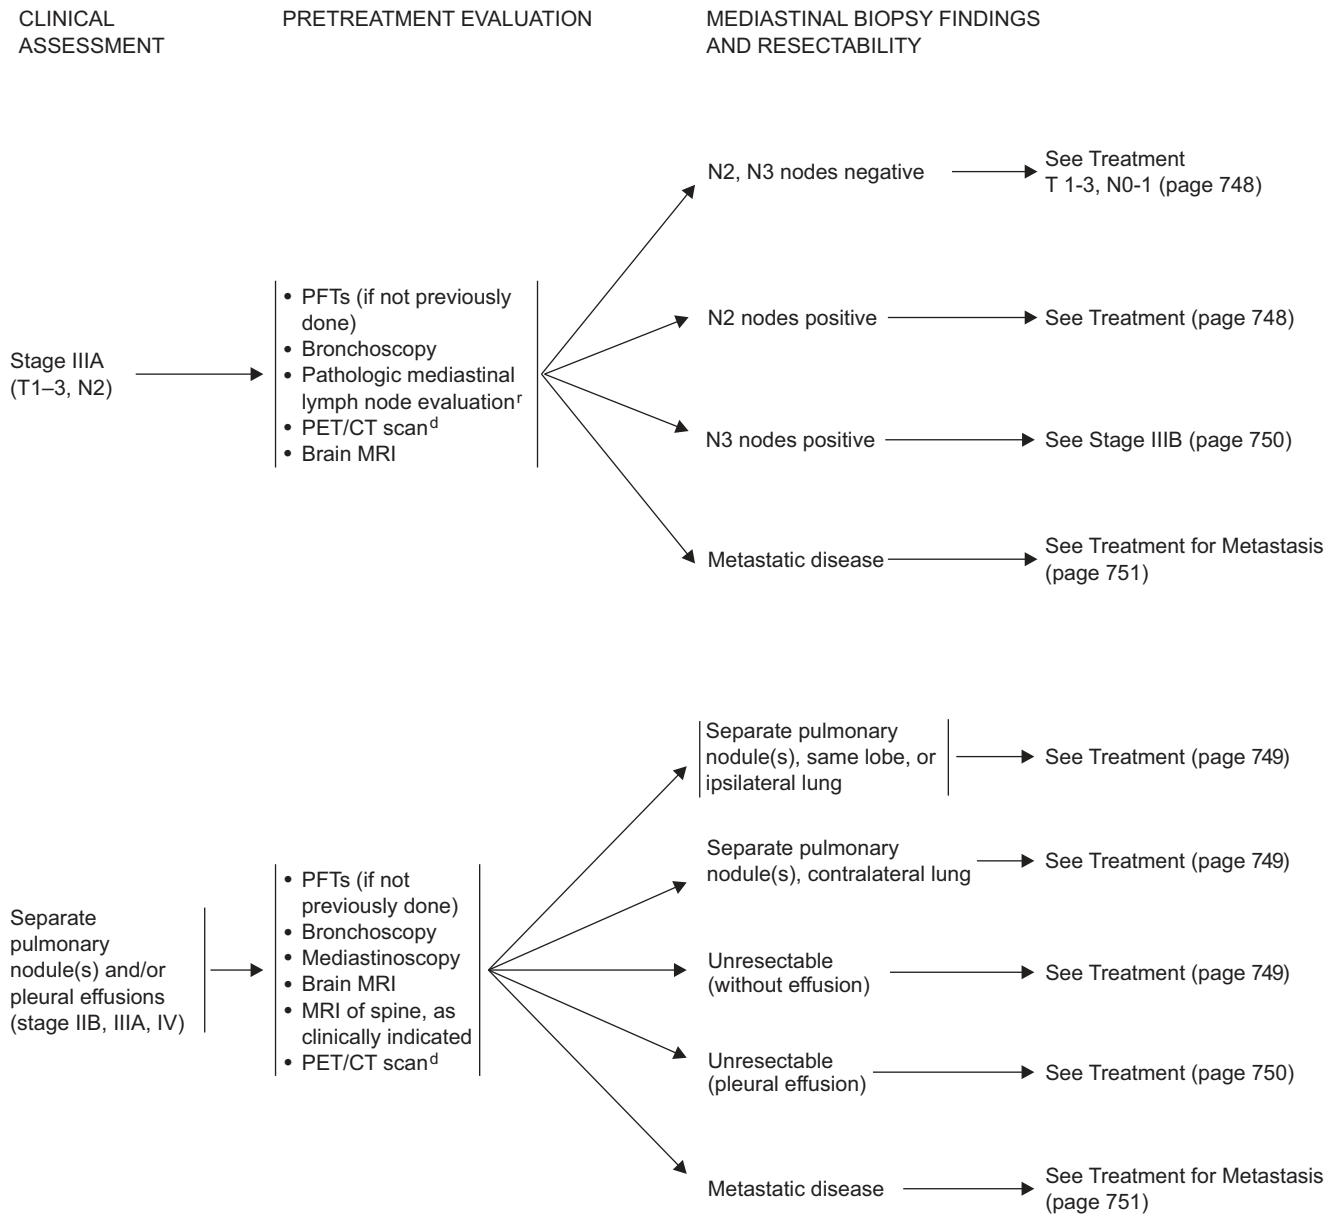 CLINICAL
ASSESSMENT
PRETREATMENT EVALUATION
MEDIASTINAL BIOPSY FINDINGS
AND RESECTABILITY
Stage IIIA
(T1–3, N2)
• PFTs (if not previously
done)
• Bronchoscopy
• Pathologic mediastinal
lymph node evaluationʳ
• PET/CT scanᵈ
• Brain MRI
N2, N3 nodes negative
See Treatment
T 1-3, N0-1 (page 748)
N2 nodes positive
See Treatment (page 748)
N3 nodes positive
See Stage IIIB (page 750)
Metastatic disease
See Treatment for Metastasis
(page 751)
Separate
pulmonary
nodule(s) and/or
pleural effusions
(stage IIB, IIIA, IV)
• PFTs (if not
previously done)
• Bronchoscopy
• Mediastinoscopy
• Brain MRI
• MRI of spine, as
clinically indicated
• PET/CT scanᵈ
Separate pulmonary
nodule(s), same lobe, or
ipsilateral lung
See Treatment (page 749)
Separate pulmonary
nodule(s), contralateral lung
See Treatment (page 749)
Unresectable
(without effusion)
See Treatment (page 749)
Unresectable
(pleural effusion)
See Treatment (page 750)
Metastatic disease
See Treatment for Metastasis
(page 751)